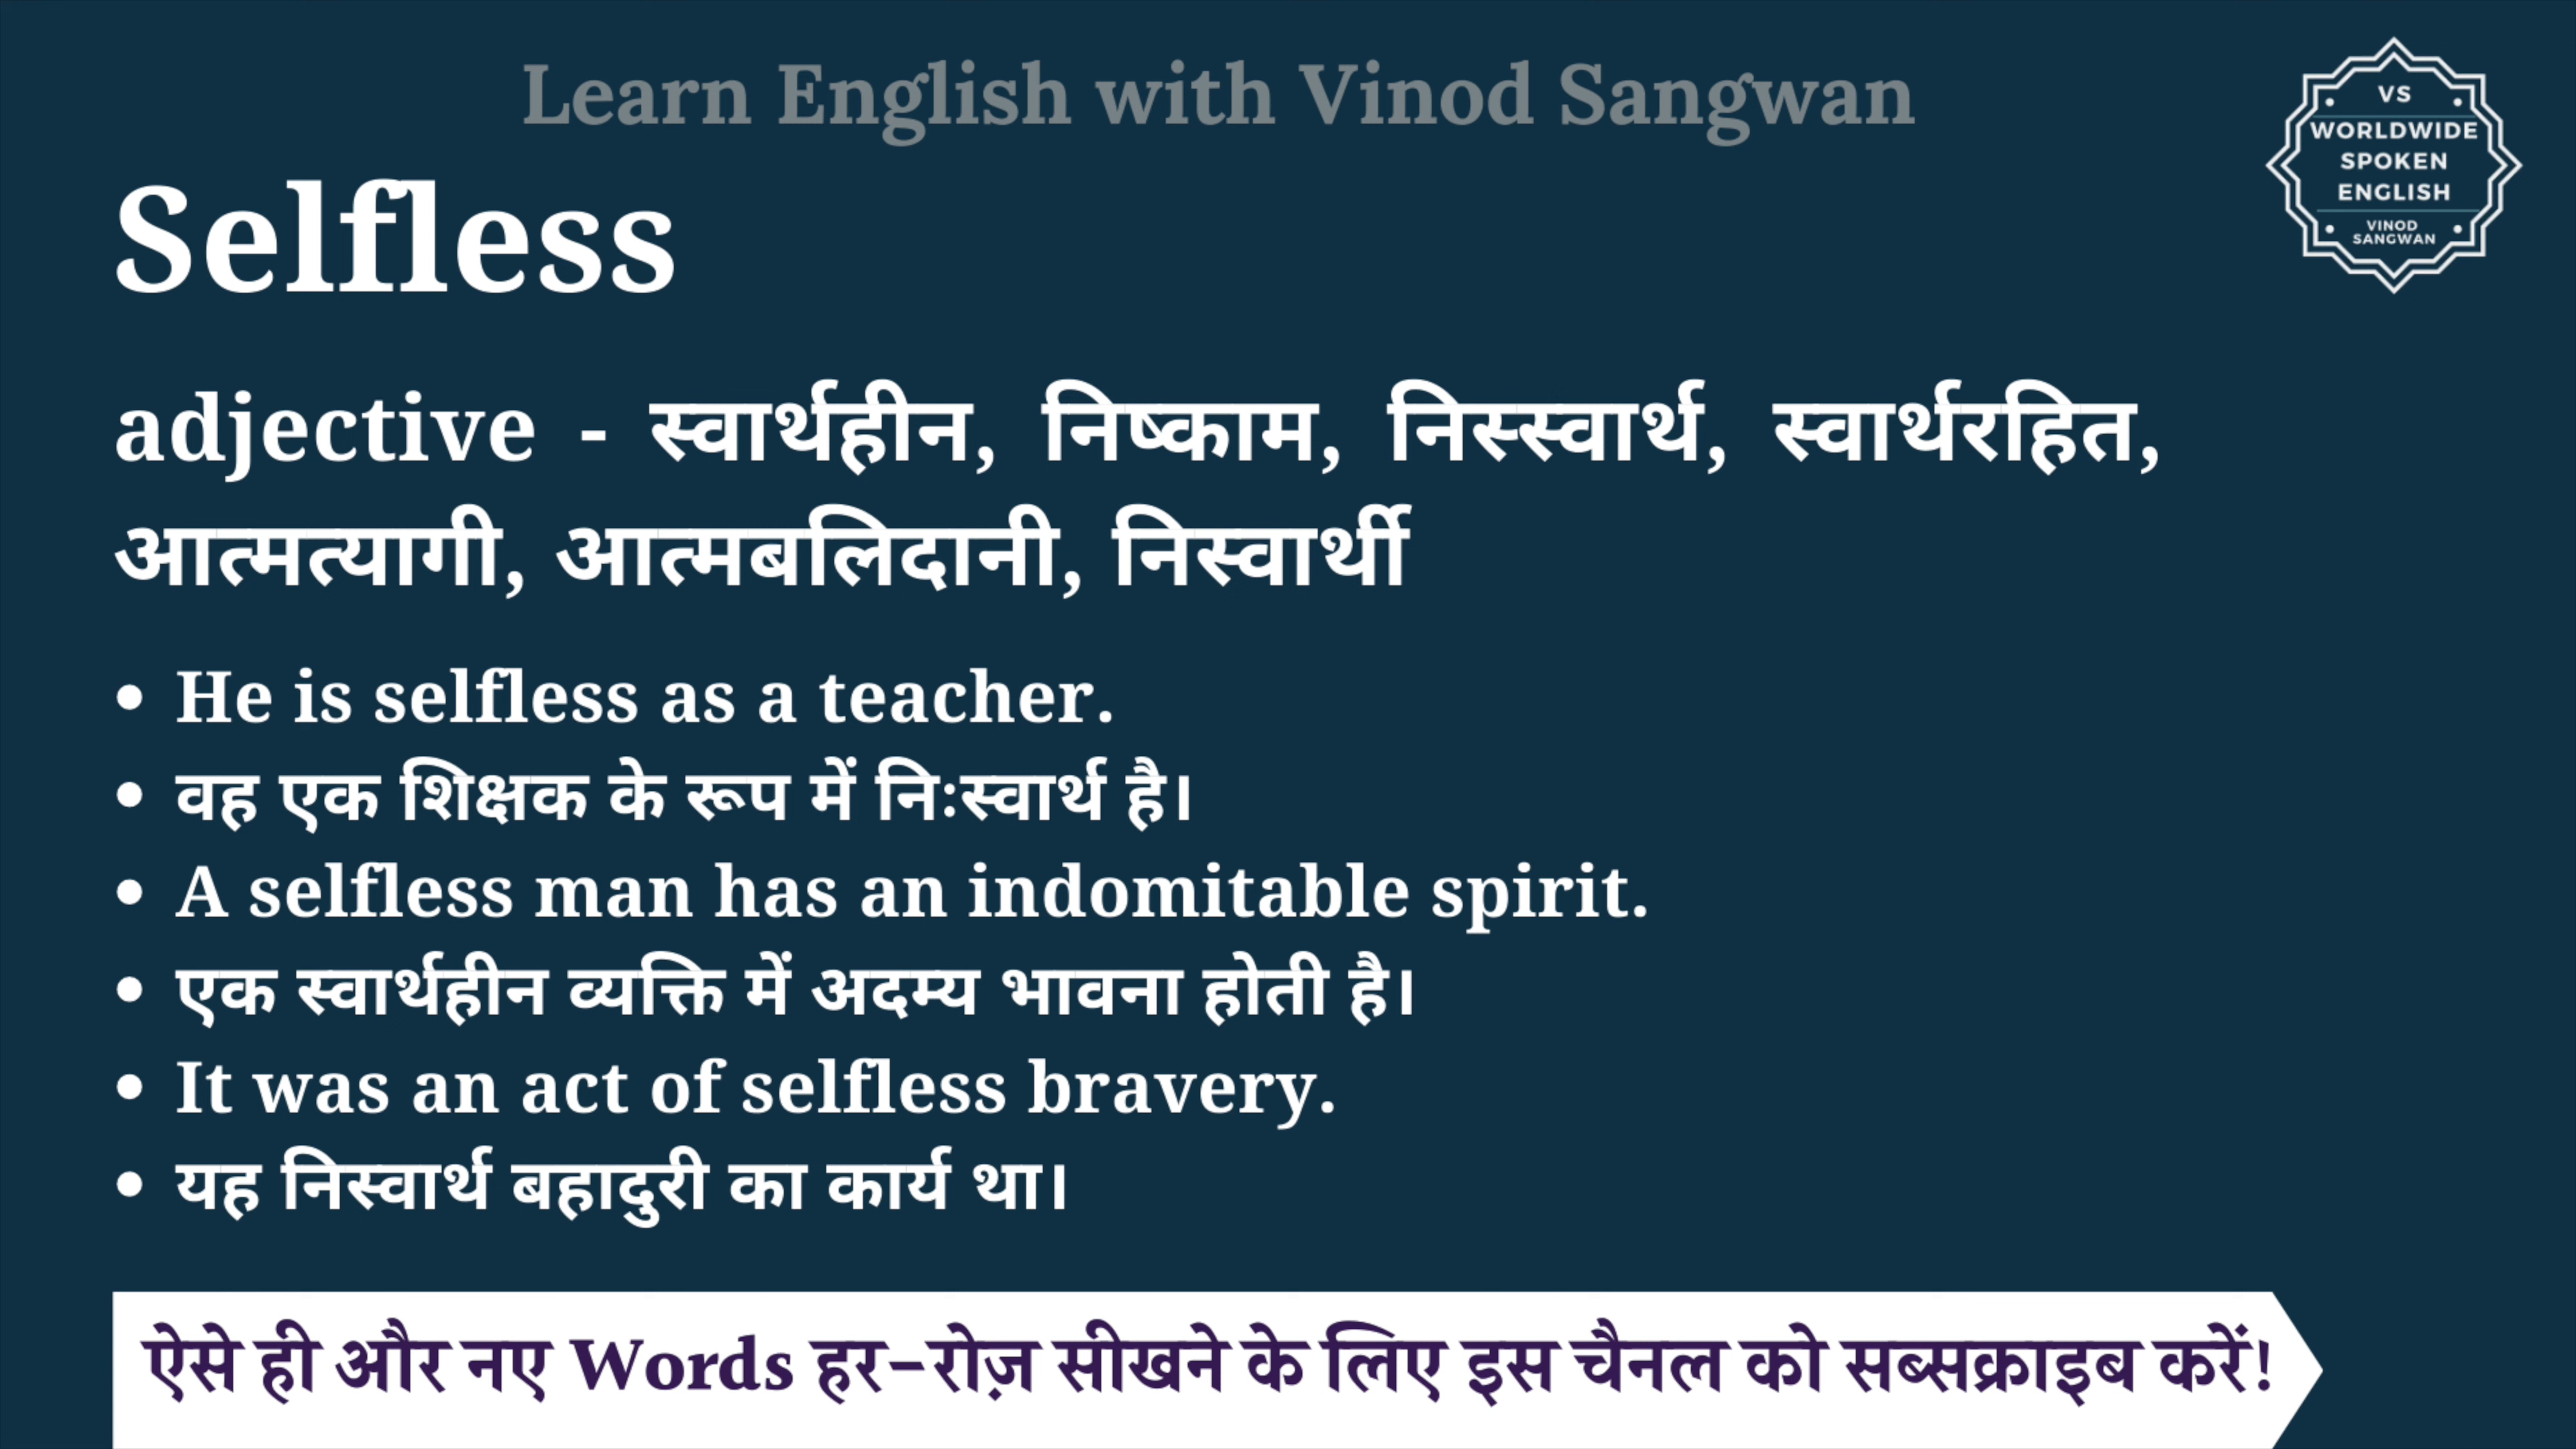 Learn English with Vinod Sangwan
VS
WORLDWIDE
SPOKEN
ENGLISH
VINOD
SANGWAN
Selfless
adjective - स्वार्थहीन, निष्काम, निस्स्वार्थ, स्वार्थरहित,
आत्मत्यागी, आत्मबलिदानी, निस्वार्थी
• He is selfless as a teacher.
• वह एक शिक्षक के रूप में निःस्वार्थ है।
• A selfless man has an indomitable spirit.
• एक स्वार्थहीन व्यक्ति में अदम्य भावना होती है।
• It was an act of selfless bravery.
• यह निस्वार्थ बहादुरी का कार्य था।
ऐसे ही और नए Words हर-रोज़ सीखने के लिए इस चैनल को सब्सक्राइब करें!